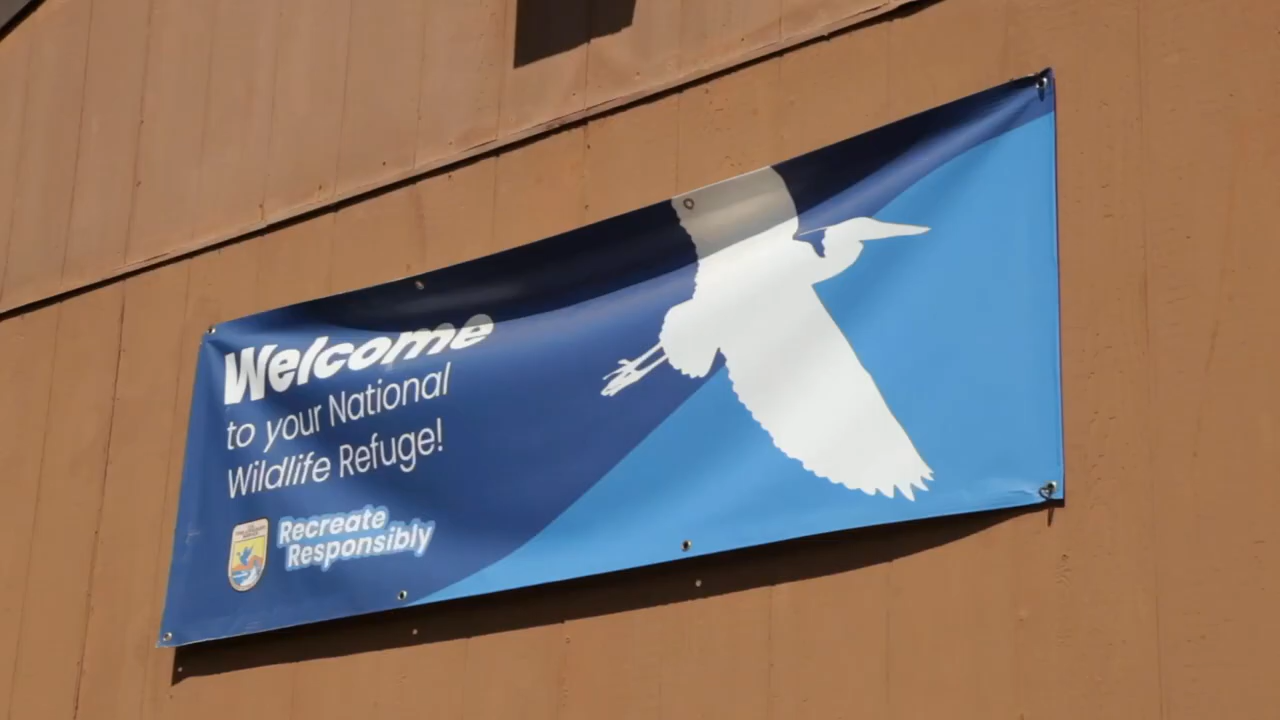 Welcome
to your National
Wildlife Refuge!
Recreate
Responsibly